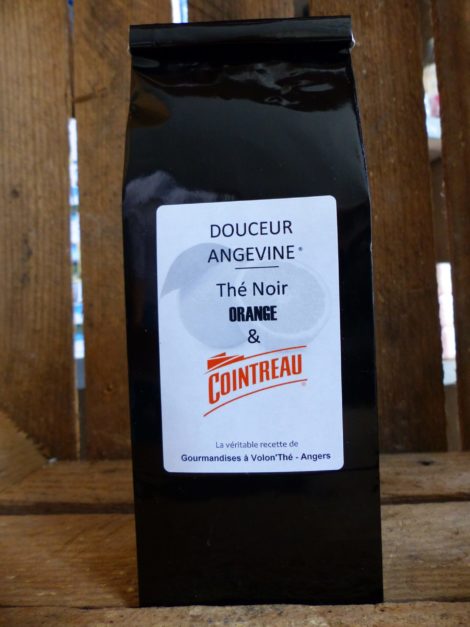 DOUCEUR
ANGEVINE®
Thé Noir
ORANGE
&
COINTREAU
La véritable recette de
Gourmandises à Volon'Thé - Angers